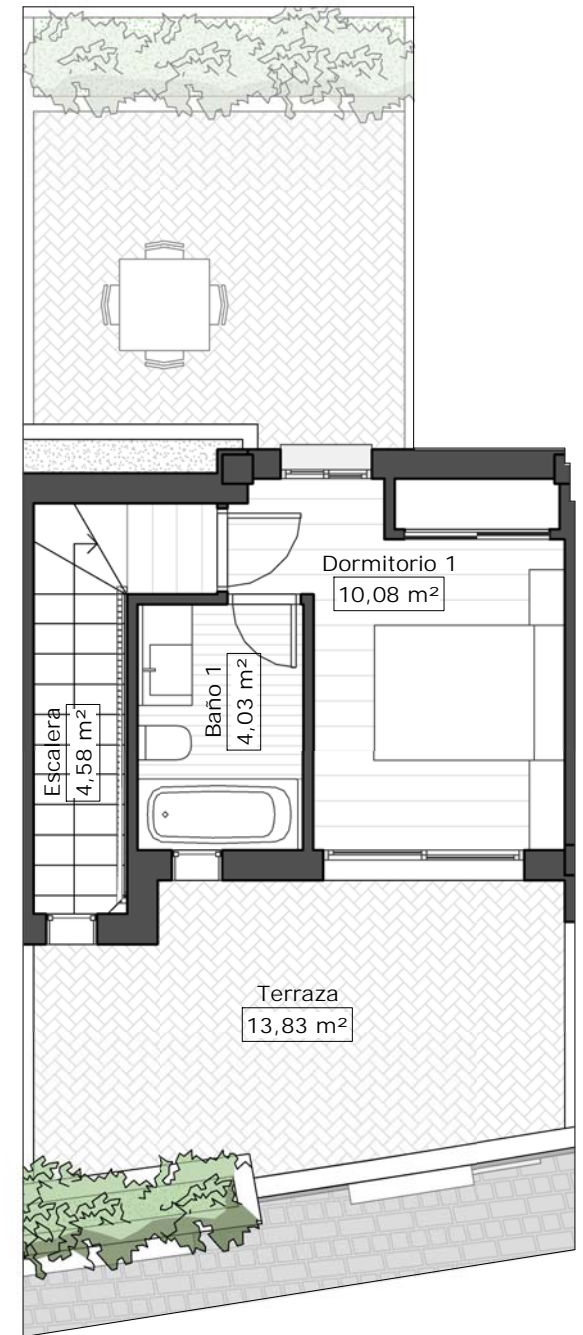 Dormitorio 1
10,08 m²
Baño 1
4,03 m²
Escalera
4,58 m²
Terraza
13,83 m²